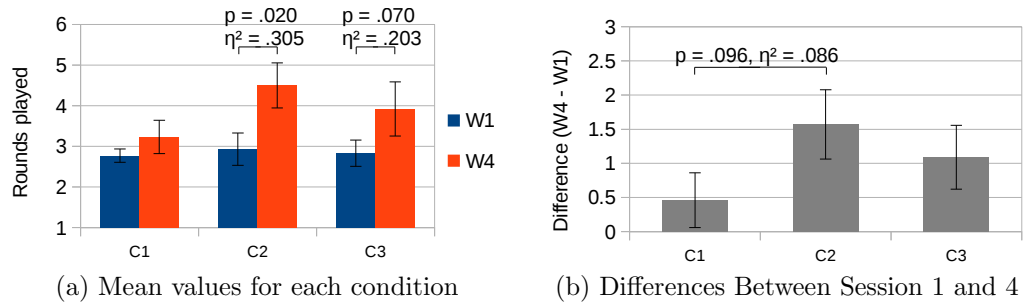 6
5
4
3
2
1
Rounds played
p = .020
η² = .305
p = .070
η² = .203
C1
C2
C3
W1
W4
(a) Mean values for each condition
3
2.5
2
1.5
1
0.5
0
Difference (W4 - W1)
p = .096, η² = .086
C1
C2
C3
(b) Differences Between Session 1 and 4